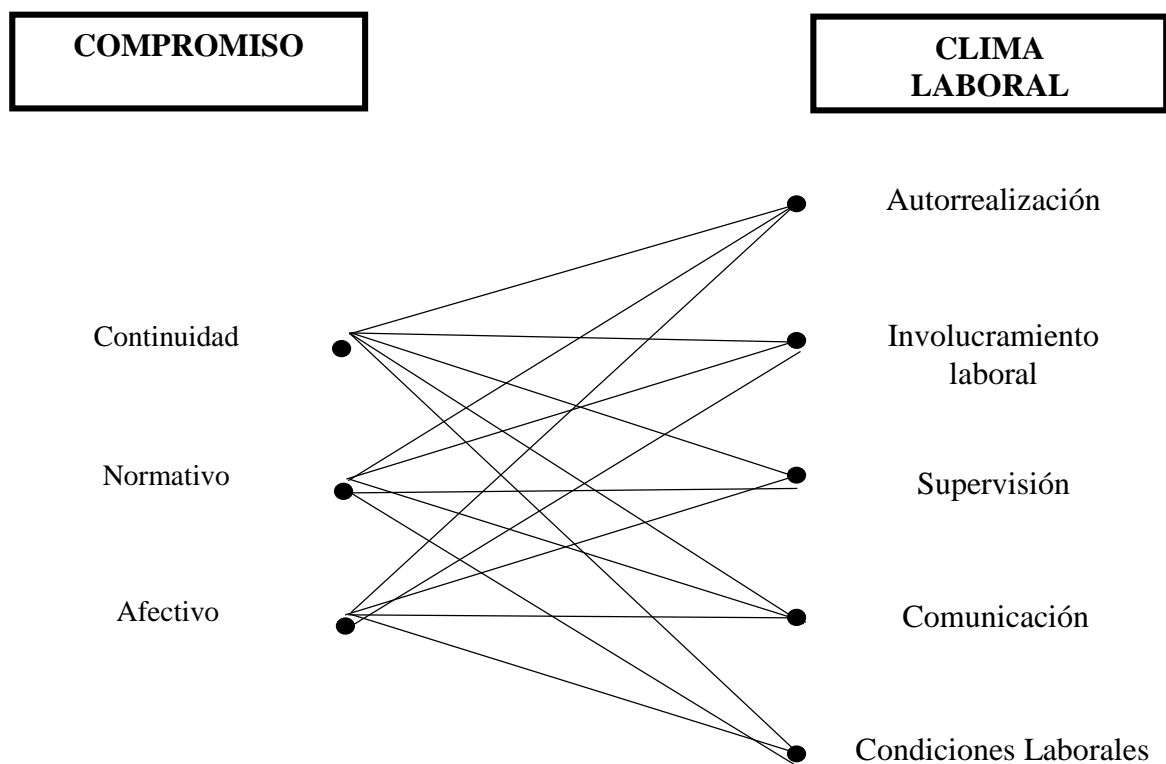 COMPROMISO
CLIMA
LABORAL
Autorrealización
Continuidad
Involucramiento
laboral
Normativo
Supervisión
Afectivo
Comunicación
Condiciones Laborales